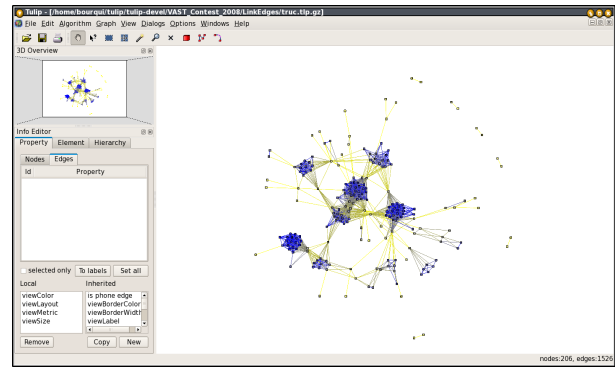 Tulip - [/home/bourqui/tulip/tulip-devel/VAST_Contest_2008/LinkEdges/truc.tlp.gz]
File Edit Algorithm Graph View Dialogs Options Windows Help
3D Overview
Info Editor
Property Element Hierarchy
Nodes Edges
Id Property
selected only To labels Set all
Local Inherited
viewColor is phone edge
viewLayout viewBorderColor
viewMetric viewBorderWidth
viewSize viewLabel
Remove Copy New
nodes:206, edges:1526